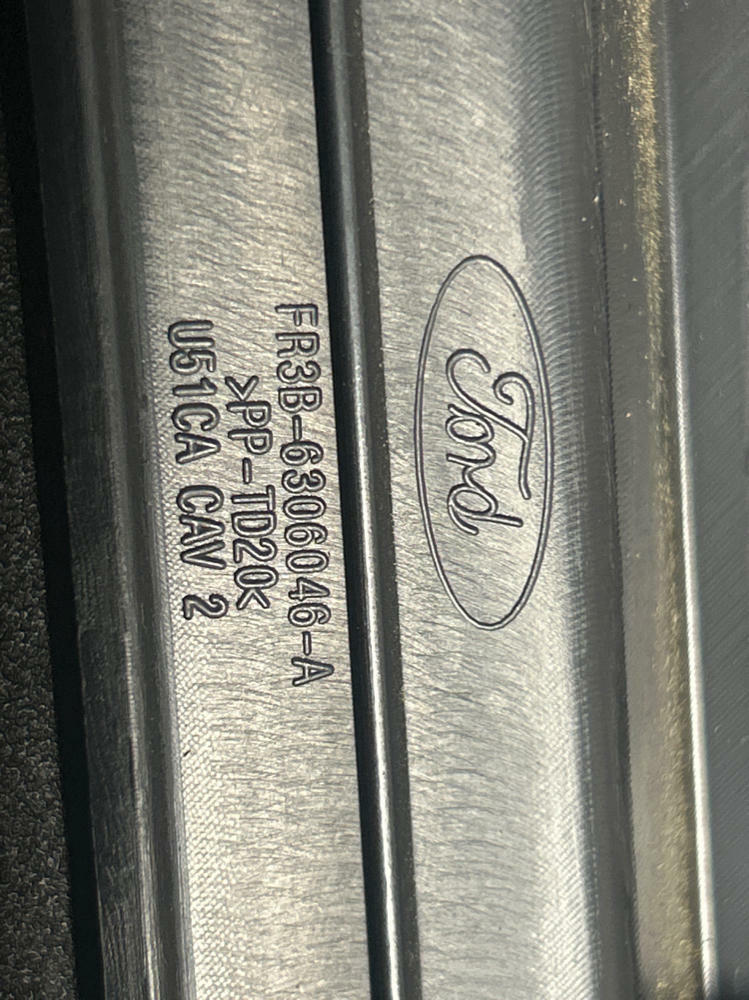 Ford
FR3B-6306046-A
>PP-TD20<
U51CA CAV 2